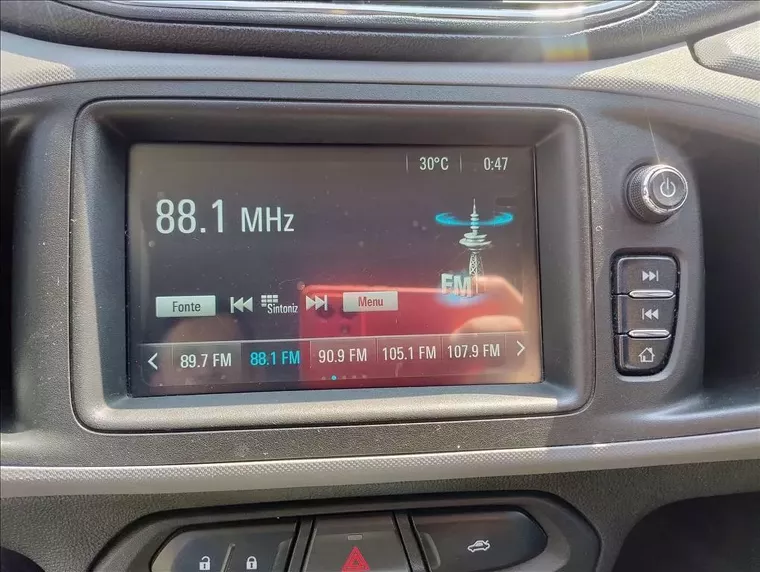 30°C 0:47
88.1 MHz
FM
Fonte Sintoniz Menu
89.7 FM 88.1 FM 90.9 FM 105.1 FM 107.9 FM